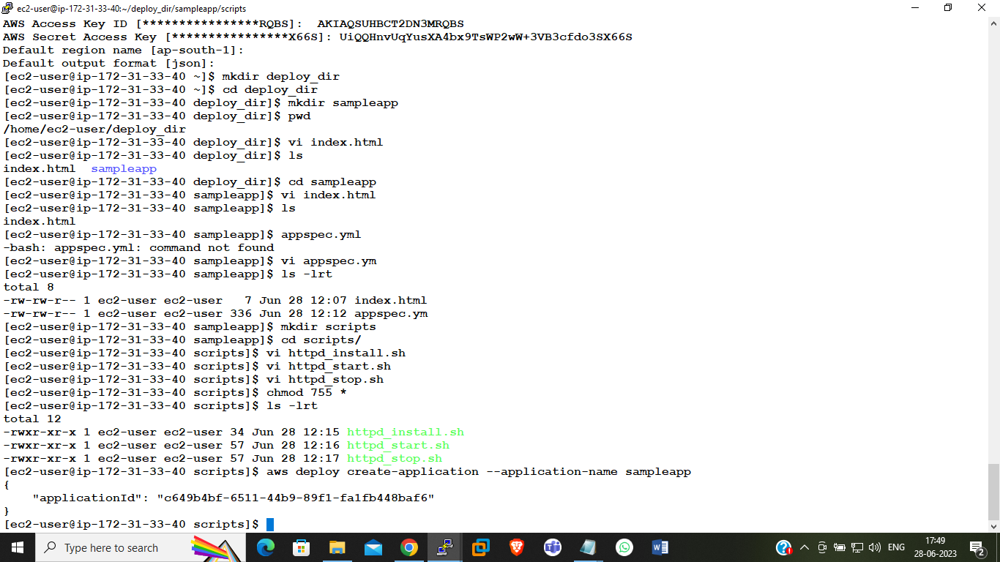 ec2-user@ip-172-31-33-40:~/deploy_dir/sampleapp/scripts
AWS Access Key ID [****************RQBS]:  AKIAQSUHBCT2DN3MRQBS
AWS Secret Access Key [****************X66S]: UiQQHnvUqYusXA4bx9TsWP2wW+3VB3cfdo3SX66S
Default region name [ap-south-1]:
Default output format [json]:
[ec2-user@ip-172-31-33-40 ~]$ mkdir deploy_dir
[ec2-user@ip-172-31-33-40 ~]$ cd deploy_dir
[ec2-user@ip-172-31-33-40 deploy_dir]$ mkdir sampleapp
[ec2-user@ip-172-31-33-40 deploy_dir]$ pwd
/home/ec2-user/deploy_dir
[ec2-user@ip-172-31-33-40 deploy_dir]$ vi index.html
[ec2-user@ip-172-31-33-40 deploy_dir]$ ls
index.html  sampleapp
[ec2-user@ip-172-31-33-40 deploy_dir]$ cd sampleapp
[ec2-user@ip-172-31-33-40 sampleapp]$ vi index.html
[ec2-user@ip-172-31-33-40 sampleapp]$ ls
index.html
[ec2-user@ip-172-31-33-40 sampleapp]$ appspec.yml
-bash: appspec.yml: command not found
[ec2-user@ip-172-31-33-40 sampleapp]$ vi appspec.ym
[ec2-user@ip-172-31-33-40 sampleapp]$ ls -lrt
total 8
-rw-rw-r-- 1 ec2-user ec2-user   7 Jun 28 12:07 index.html
-rw-rw-r-- 1 ec2-user ec2-user 336 Jun 28 12:12 appspec.ym
[ec2-user@ip-172-31-33-40 sampleapp]$ mkdir scripts
[ec2-user@ip-172-31-33-40 sampleapp]$ cd scripts/
[ec2-user@ip-172-31-33-40 scripts]$ vi httpd_install.sh
[ec2-user@ip-172-31-33-40 scripts]$ vi httpd_start.sh
[ec2-user@ip-172-31-33-40 scripts]$ vi httpd_stop.sh
[ec2-user@ip-172-31-33-40 scripts]$ chmod 755 *
[ec2-user@ip-172-31-33-40 scripts]$ ls -lrt
total 12
-rwxr-xr-x 1 ec2-user ec2-user 34 Jun 28 12:15 httpd_install.sh
-rwxr-xr-x 1 ec2-user ec2-user 57 Jun 28 12:16 httpd_start.sh
-rwxr-xr-x 1 ec2-user ec2-user 57 Jun 28 12:17 httpd_stop.sh
[ec2-user@ip-172-31-33-40 scripts]$ aws deploy create-application --application-name sampleapp
{
    "applicationId": "c649b4bf-6511-44b9-89f1-fa1fb448baf6"
}
[ec2-user@ip-172-31-33-40 scripts]$
Type here to search
ENG
17:49
28-06-2023
2